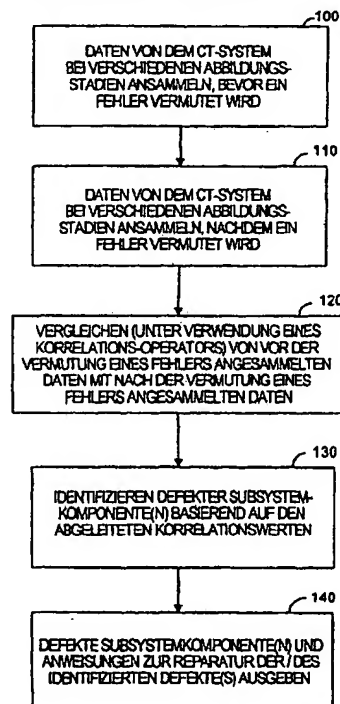 100
DATEN VON DEM CT-SYSTEM
BEI VERSCHIEDENEN ABBILDUNGS-
STADIEN ANSAMMELN, BEVOR EIN
FEHLER VERMUTET WIRD
110
DATEN VON DEM CT-SYSTEM
BEI VERSCHIEDENEN ABBILDUNGS-
STADIEN ANSAMMELN, NACHDEM EIN
FEHLER VERMUTET WIRD
120
VERGLEICHEN (UNTER VERWENDUNG EINES
KORRELATIONS-OPERATORS) VON VOR DER
VERMUTUNG EINES FEHLERS ANGESAMMELTEN
DATEN MIT NACH DER VERMUTUNG EINES
FEHLERS ANGESAMMELTEN DATEN
130
IDENTIFIZIEREN DEFEKTER SUBSYSTEM-
KOMPONENTE(N) BASIEREND AUF DEN
ABGELEITETEN KORRELATIONSWERTEN
140
DEFEKTE SUBSYSTEMKOMPONENTE(N) UND
ANWEISUNGEN ZUR REPARATUR DER / DES
IDENTIFIZIERTEN DEFEKTE(S) AUSGEBEN